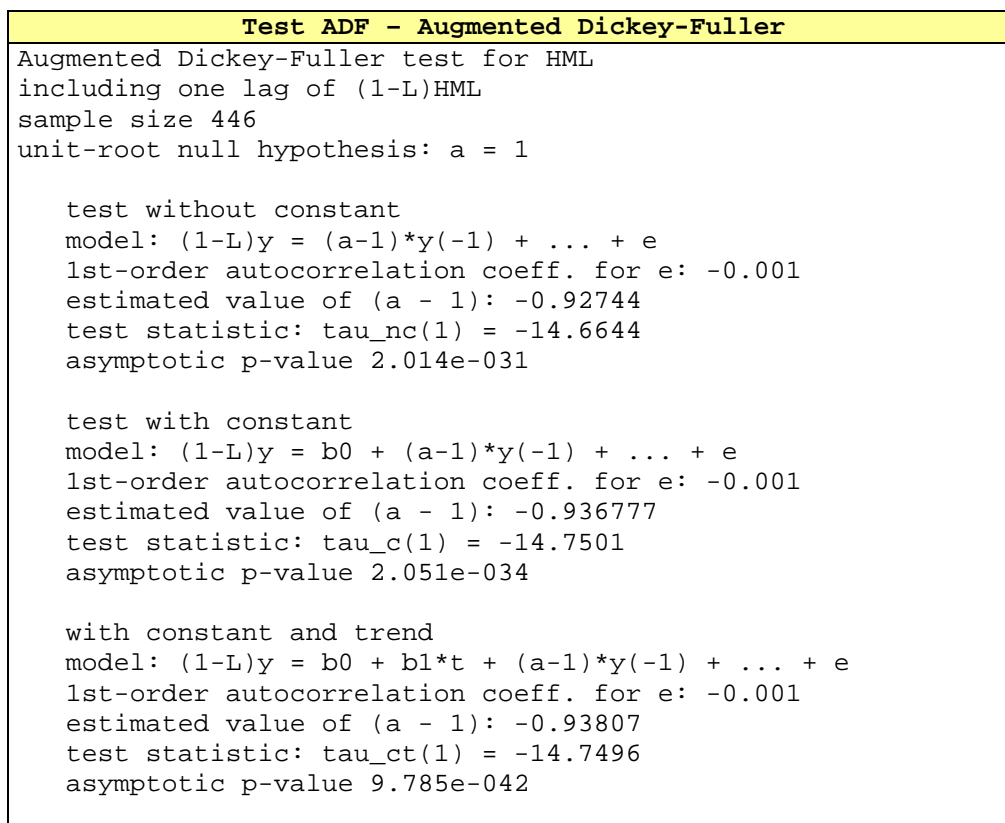 Test ADF – Augmented Dickey-Fuller
Augmented Dickey-Fuller test for HML
including one lag of (1-L)HML
sample size 446
unit-root null hypothesis: a = 1
test without constant
model: (1-L)y = (a-1)*y(-1) + ... + e
1st-order autocorrelation coeff. for e: -0.001
estimated value of (a - 1): -0.92744
test statistic: tau_nc(1) = -14.6644
asymptotic p-value 2.014e-031
test with constant
model: (1-L)y = b0 + (a-1)*y(-1) + ... + e
1st-order autocorrelation coeff. for e: -0.001
estimated value of (a - 1): -0.936777
test statistic: tau_c(1) = -14.7501
asymptotic p-value 2.051e-034
with constant and trend
model: (1-L)y = b0 + b1*t + (a-1)*y(-1) + ... + e
1st-order autocorrelation coeff. for e: -0.001
estimated value of (a - 1): -0.93807
test statistic: tau_ct(1) = -14.7496
asymptotic p-value 9.785e-042